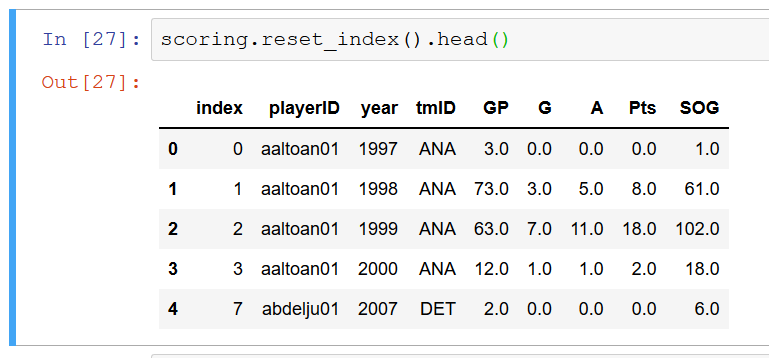 In [27]: scoring.reset_index().head()
Out[27]:
index playerID year tmID GP G A Pts SOG
0 0 aaltoan01 1997 ANA 3.0 0.0 0.0 0.0 1.0
1 1 aaltoan01 1998 ANA 73.0 3.0 5.0 8.0 61.0
2 2 aaltoan01 1999 ANA 63.0 7.0 11.0 18.0 102.0
3 3 aaltoan01 2000 ANA 12.0 1.0 1.0 2.0 18.0
4 7 abdelju01 2007 DET 2.0 0.0 0.0 0.0 6.0